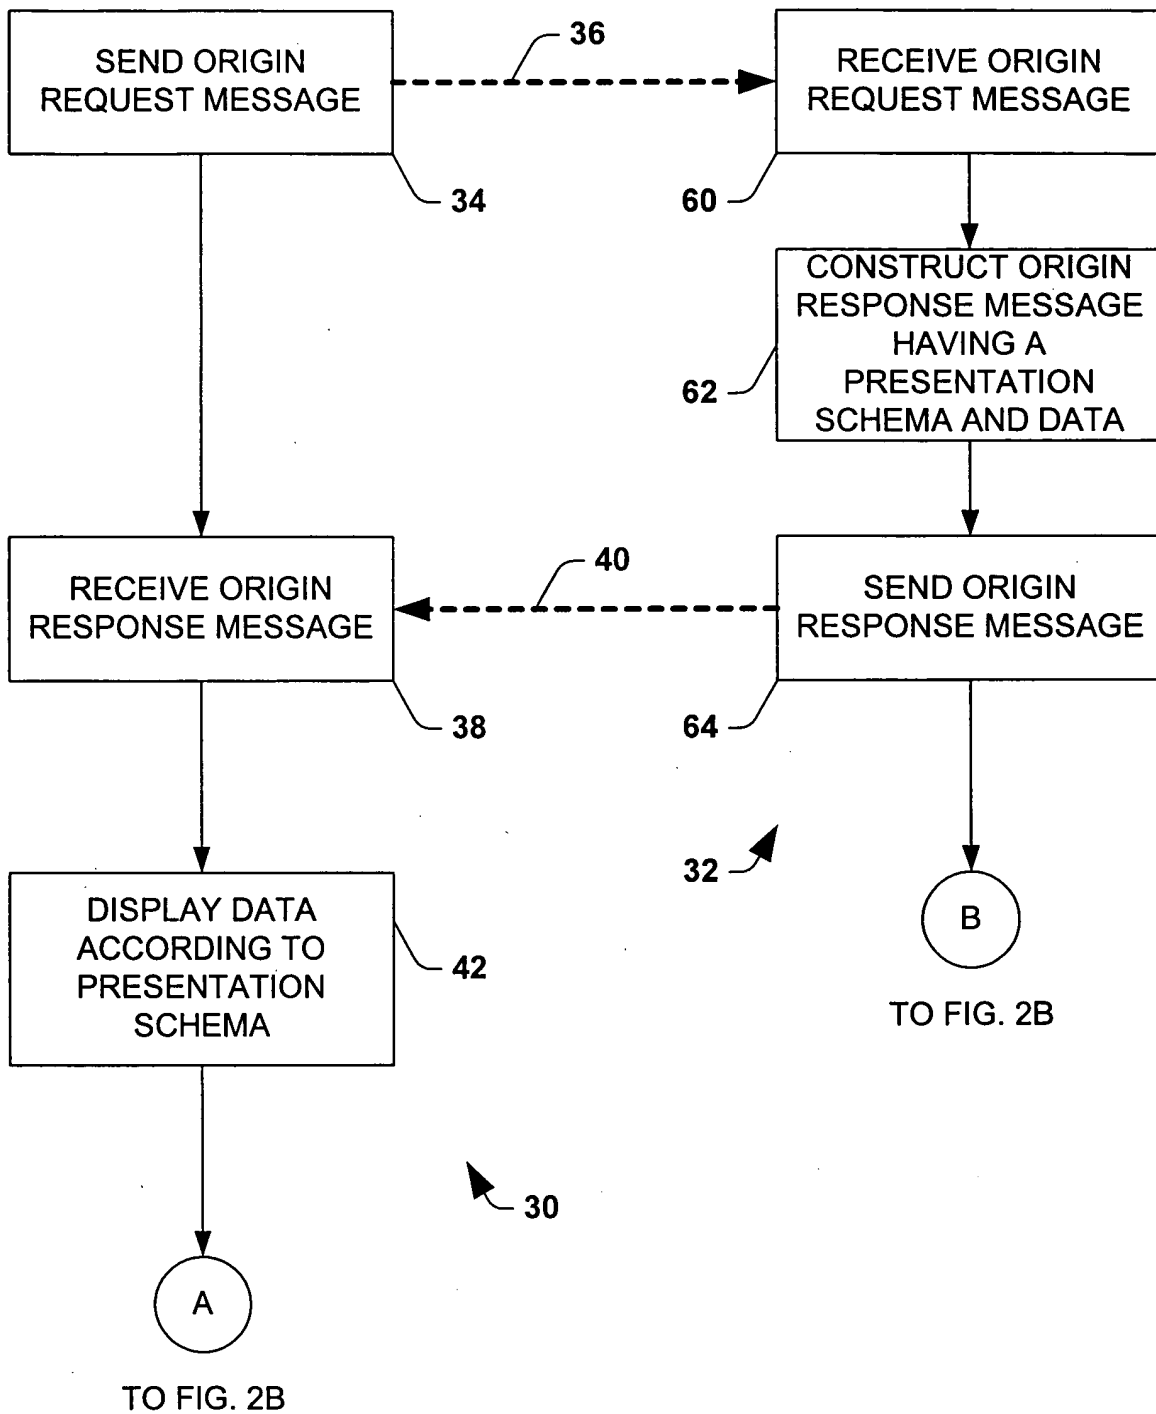 SEND ORIGIN
REQUEST MESSAGE
36
RECEIVE ORIGIN
REQUEST MESSAGE
34
60
CONSTRUCT ORIGIN
RESPONSE MESSAGE
HAVING A
PRESENTATION
SCHEMA AND DATA
62
RECEIVE ORIGIN
RESPONSE MESSAGE
40
SEND ORIGIN
RESPONSE MESSAGE
38
64
32
DISPLAY DATA
ACCORDING TO
PRESENTATION
SCHEMA
42
B
TO FIG. 2B
30
A
TO FIG. 2B